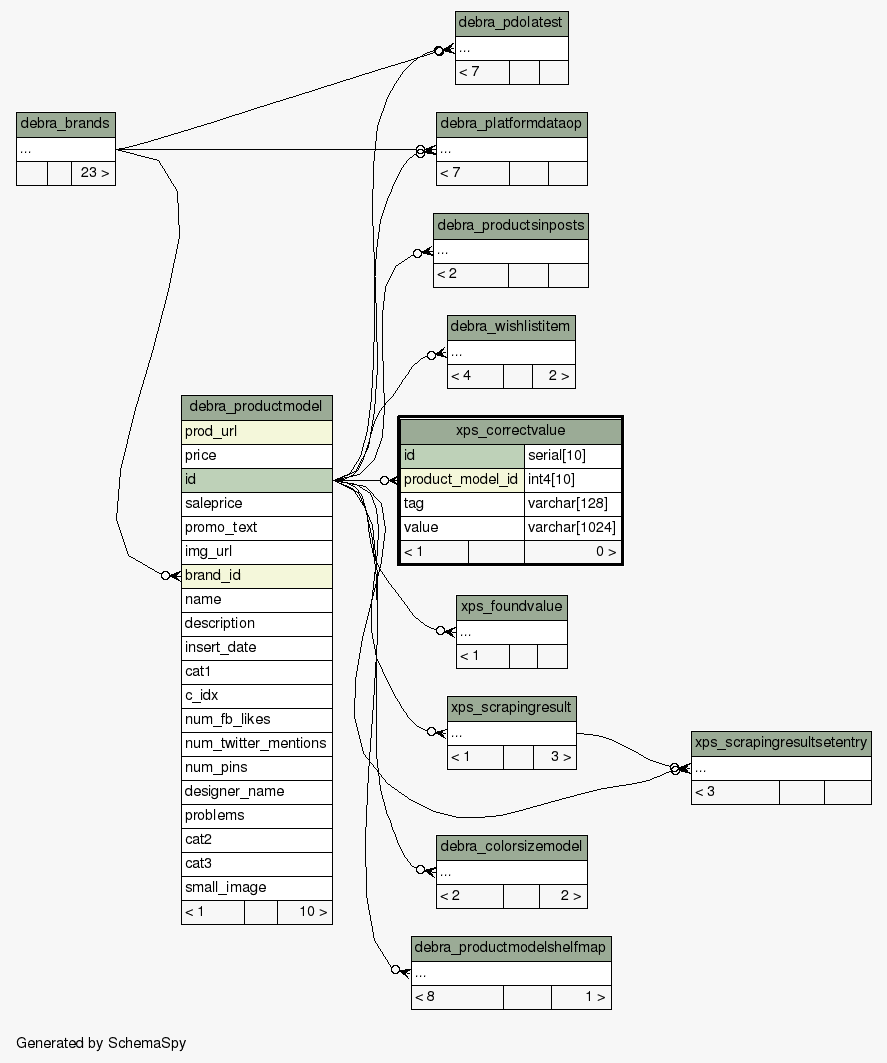 debra_pdolatest
...
< 7
debra_brands
...
23 >
debra_platformdataop
...
< 7
debra_productsinposts
...
< 2
debra_wishlistitem
...
< 4 2 >
debra_productmodel
prod_url
price
id
saleprice
promo_text
img_url
brand_id
name
description
insert_date
cat1
c_idx
num_fb_likes
num_twitter_mentions
num_pins
designer_name
problems
cat2
cat3
small_image
< 1 10 >
xps_correctvalue
id serial[10]
product_model_id int4[10]
tag varchar[128]
value varchar[1024]
< 1 0 >
xps_foundvalue
...
< 1
xps_scrapingresult
...
< 1 3 >
xps_scrapingresultsetentry
...
< 3
debra_colorsizemodel
...
< 2 2 >
debra_productmodelshelfmap
...
< 8 1 >
Generated by SchemaSpy